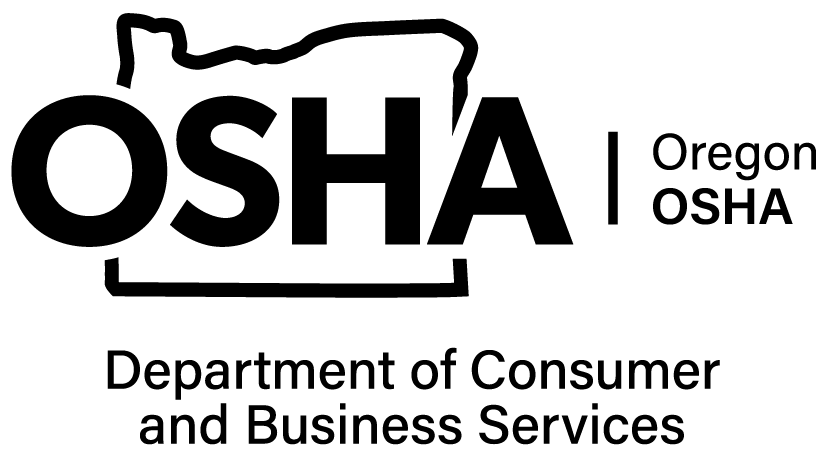 OSHA
Oregon
OSHA
Department of Consumer
and Business Services